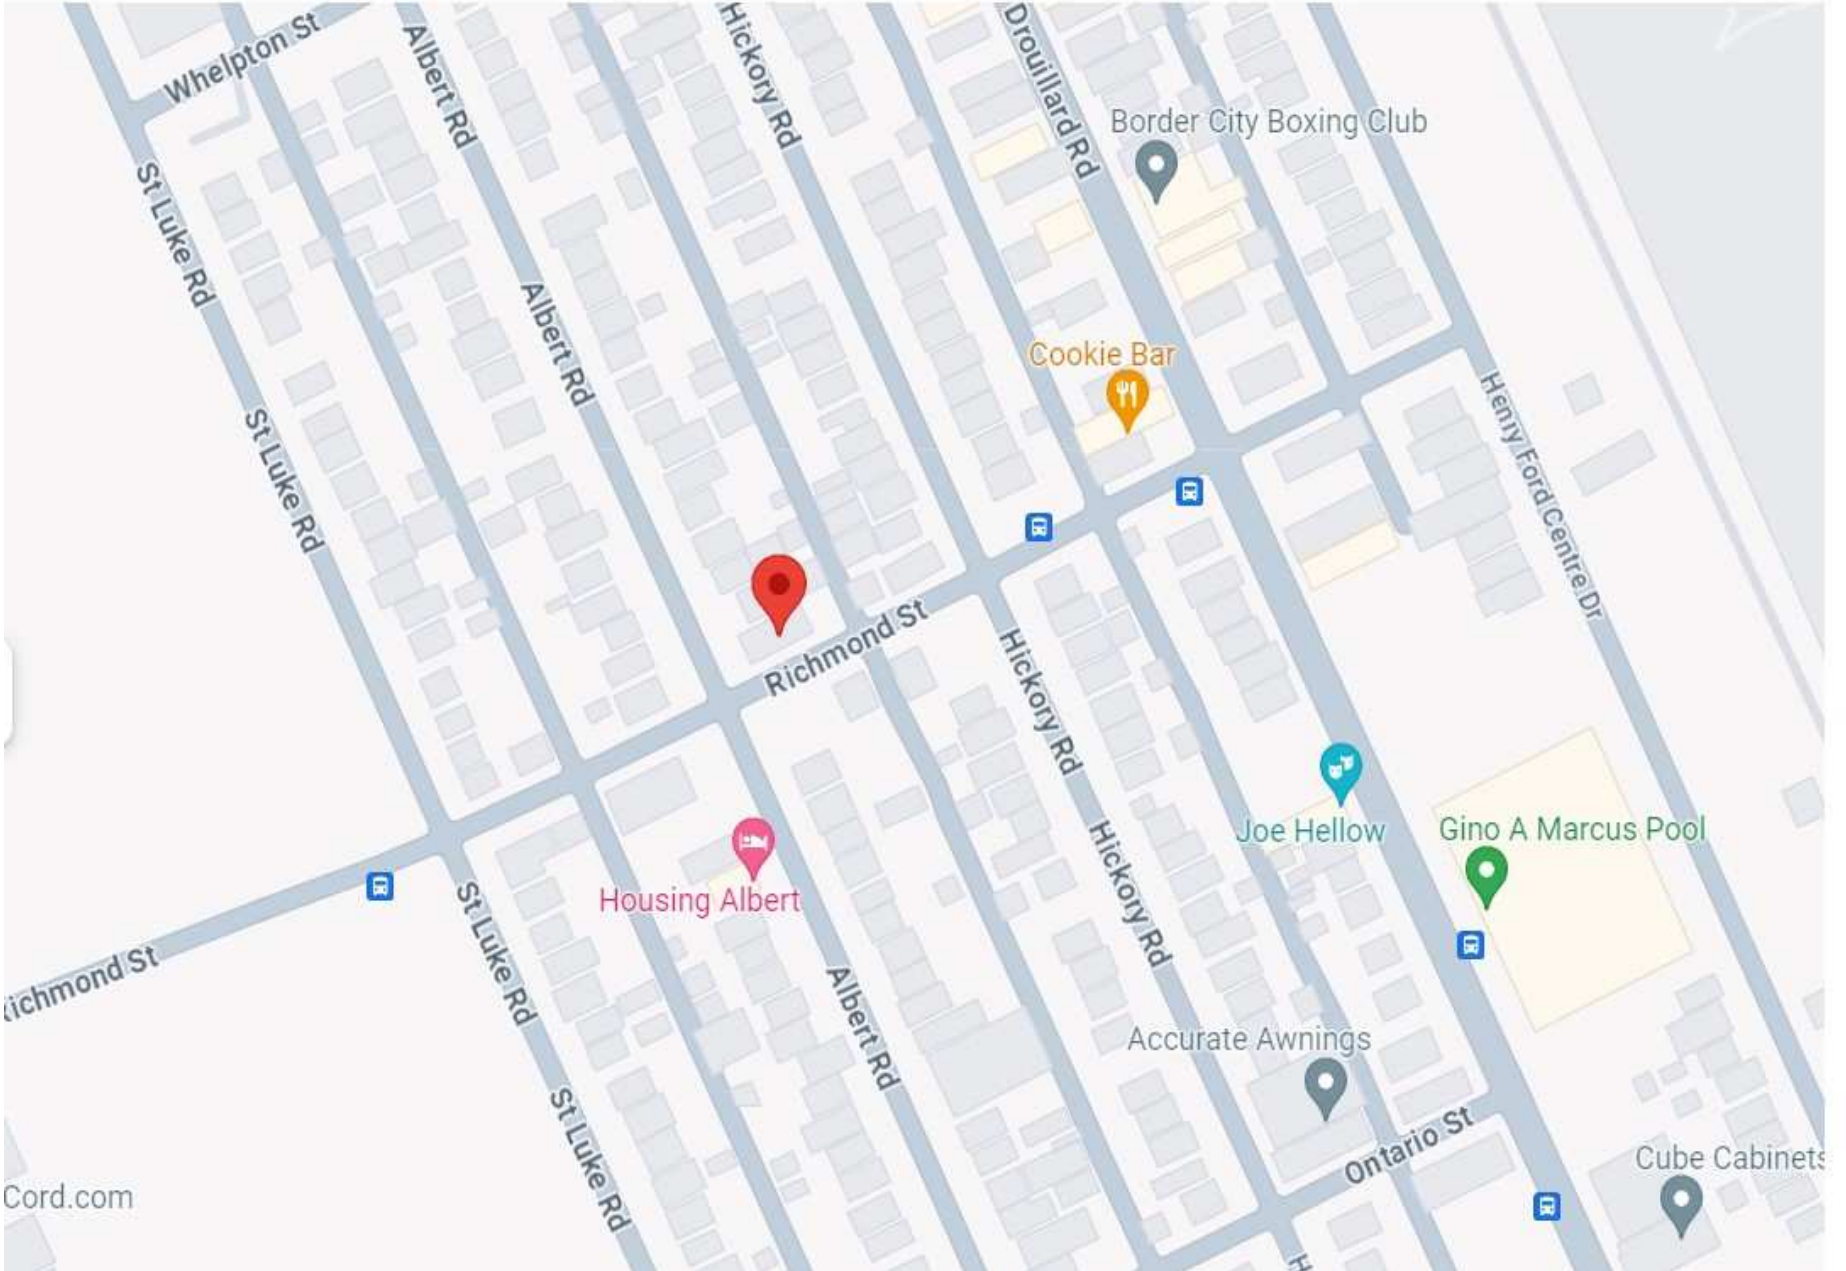 Whelpton St
Albert Rd
Hickory Rd
Drouillard Rd
Border City Boxing Club
St Luke Rd
Albert Rd
Cookie Bar
Henry Ford Centre Dr
St Luke Rd
Richmond St
Hickory Rd
Joe Hellow
Gino A Marcus Pool
Housing Albert
Hickory Rd
St Luke Rd
Richmond St
Albert Rd
Accurate Awnings
St Luke Rd
Ontario St
Cube Cabinets
Cord.com
H